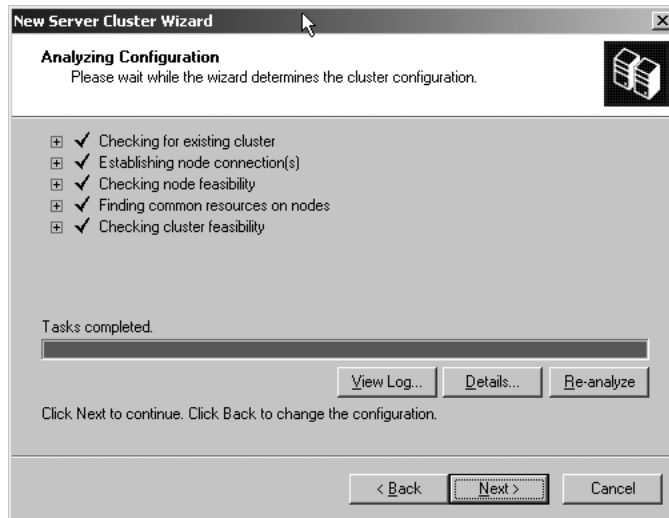 New Server Cluster Wizard
Analyzing Configuration
Please wait while the wizard determines the cluster configuration.
Checking for existing cluster
Establishing node connection(s)
Checking node feasibility
Finding common resources on nodes
Checking cluster feasibility
Tasks completed.
View Log... Details... Re-analyze
Click Next to continue. Click Back to change the configuration.
< Back Next > Cancel